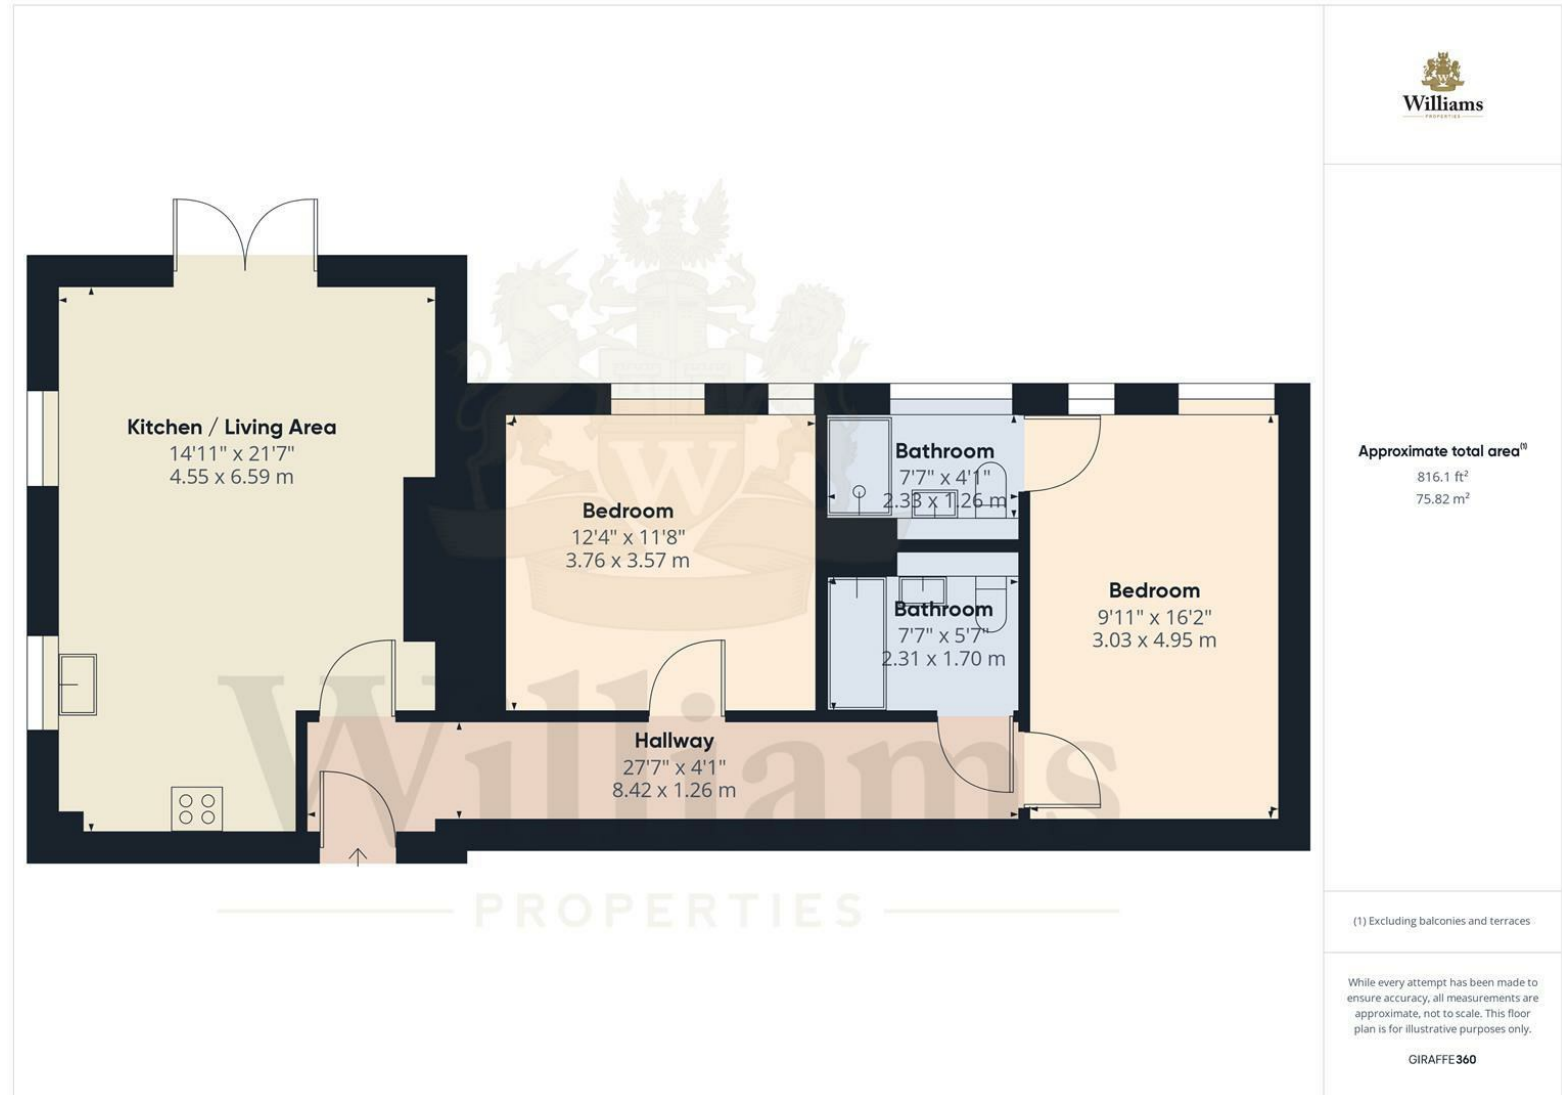 Williams
PROPERTIES
Kitchen / Living Area
14'11" x 21'7"
4.55 x 6.59 m
Bedroom
12'4" x 11'8"
3.76 x 3.57 m
Bathroom
7'7" x 4'1"
2.33 x 1.26 m
Bathroom
7'7" x 5'7"
2.31 x 1.70 m
Bedroom
9'11" x 16'2"
3.03 x 4.95 m
Hallway
27'7" x 4'1"
8.42 x 1.26 m
W
Williams
PROPERTIES
Approximate total area⁽¹⁾
816.1 ft²
75.82 m²
(1) Excluding balconies and terraces
While every attempt has been made to
ensure accuracy, all measurements are
approximate, not to scale. This floor
plan is for illustrative purposes only.
GIRAFFE360